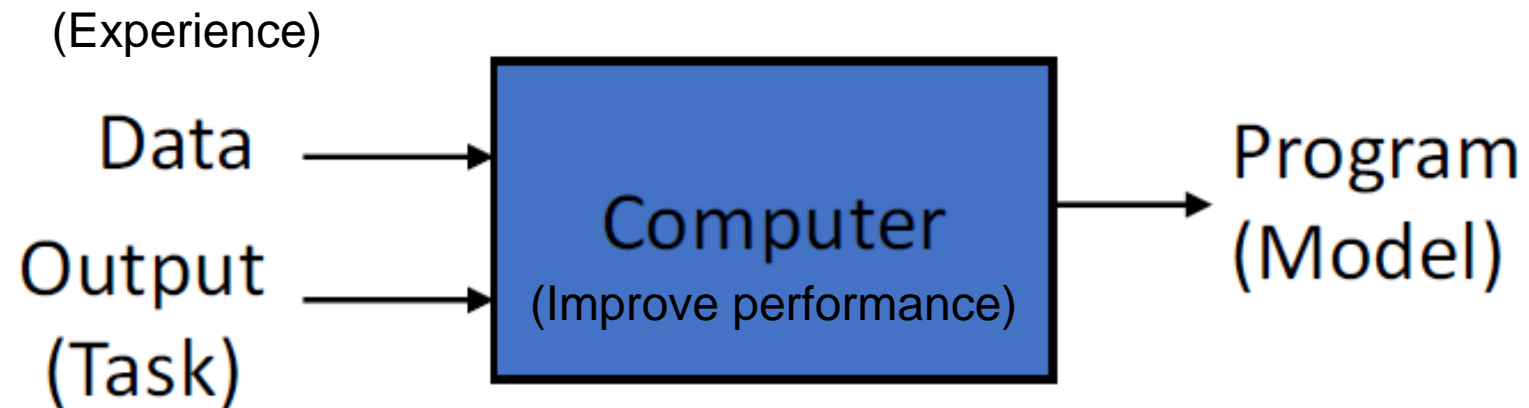 (Experience)
Data
Output
(Task)
Computer
(Improve performance)
Program
(Model)